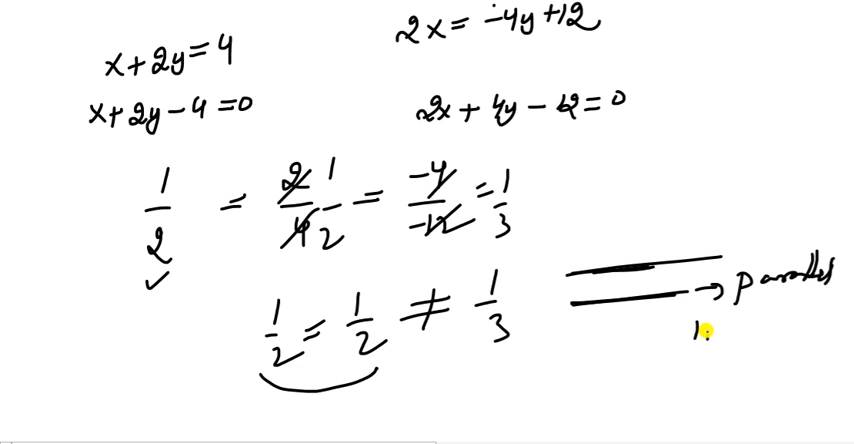 x+2y=4
2x=-4y+12
x+2y-4=0
2x+4y-12=0
1/2 = 2/4 1/2 = -4/-12 = 1/3
1/2 = 1/2 ≠ 1/3
→ parallel